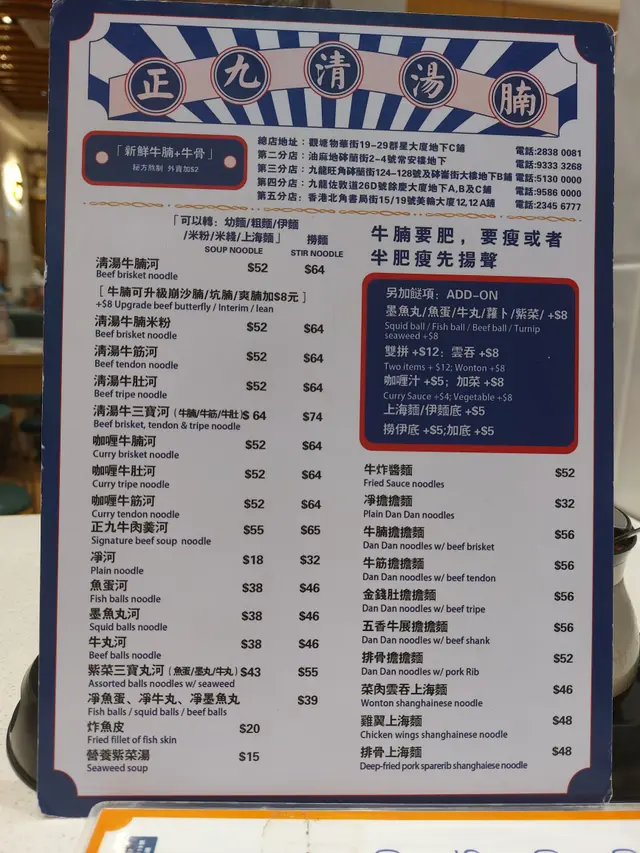 正九清湯腩
「新鮮牛腩+牛骨」
秘方熬制 外賣加$2
總店地址：觀塘物華街19-29群星大廈地下C舖 電話:2838 0081
第二分店：油麻地砵蘭街2-4號常安樓地下 電話:9333 3268
第三分店：九龍旺角砵蘭街124-128號及砵崙街大樓地下B舖 電話:5130 0000
第四分店：九龍佐敦道26D號餘慶大廈地下A,B及C舖 電話:9586 0000
第五分店：香港北角書局街15/19號美輪大廈12,12A舖 電話:2345 6777
「可以轉：幼麵/粗麵/伊麵
/米粉/米綫/上海麵」 撈麵
SOUP NOODLE STIR NOODLE
清湯牛腩河 $52 $64
Beef brisket noodle
[ 牛腩可升級崩沙腩/坑腩/爽腩加$8元 ]
+$8 Upgrade beef butterfly / Interim / lean
清湯牛腩米粉 $52 $64
Beef brisket noodle
清湯牛筋河 $52 $64
Beef tendon noodle
清湯牛肚河 $52 $64
Beef tripe noodle
清湯牛三寶河 (牛腩/牛筋/牛肚) $64 $74
Beef brisket, tendon & tripe noodle
咖喱牛腩河 $52 $64
Curry brisket noodle
咖喱牛肚河 $52 $64
Curry tripe noodle
咖喱牛筋河 $52 $64
Curry tendon noodle
正九牛肉羹河 $55 $65
Signature beef soup noodle
凈河 $18 $32
Plain noodle
魚蛋河 $38 $46
Fish balls noodle
墨魚丸河 $38 $46
Squid balls noodle
牛丸河 $38 $46
Beef balls noodle
紫菜三寶丸河 (魚蛋/墨丸/牛丸) $43 $55
Assorted balls noodles w/ seaweed
凈魚蛋、凈牛丸、凈墨魚丸 $39
Fish balls / squid balls / beef balls
炸魚皮 $20
Fried fillet of fish skin
營養紫菜湯 $15
Seaweed soup
牛腩要肥，要瘦或者
半肥瘦先揚聲
另加餸項：ADD-ON
墨魚丸/魚蛋/牛丸/蘿卜/紫菜/ +$8
Squid ball / Fish ball / Beef ball / Turnip
seaweed +$8
雙拼 +$12；雲吞 +$8
Two items + $12; Wonton +$8
咖喱汁 +$5；加菜 +$8
Curry Sauce +$4; Vegetable +$8
上海麵/伊麵底 +$5
撈伊底 +$5;加底 +$5
牛炸醬麵 $52
Fried Sauce noodles
凈擔擔麵 $32
Plain Dan Dan noodles
牛腩擔擔麵 $56
Dan Dan noodles w/ beef brisket
牛筋擔擔麵 $56
Dan Dan noodles w/ beef tendon
金錢肚擔擔麵 $56
Dan Dan noodles w/ beef tripe
五香牛展擔擔麵 $56
Dan Dan noodles w/ beef shank
排骨擔擔麵 $52
Dan Dan noodles w/ pork Rib
菜肉雲吞上海麵 $46
Wonton shanghainese noodle
雞翼上海麵 $48
Chicken wings shanghainese noodle
排骨上海麵 $48
Deep-fried pork sparerib shanghaiese noodle